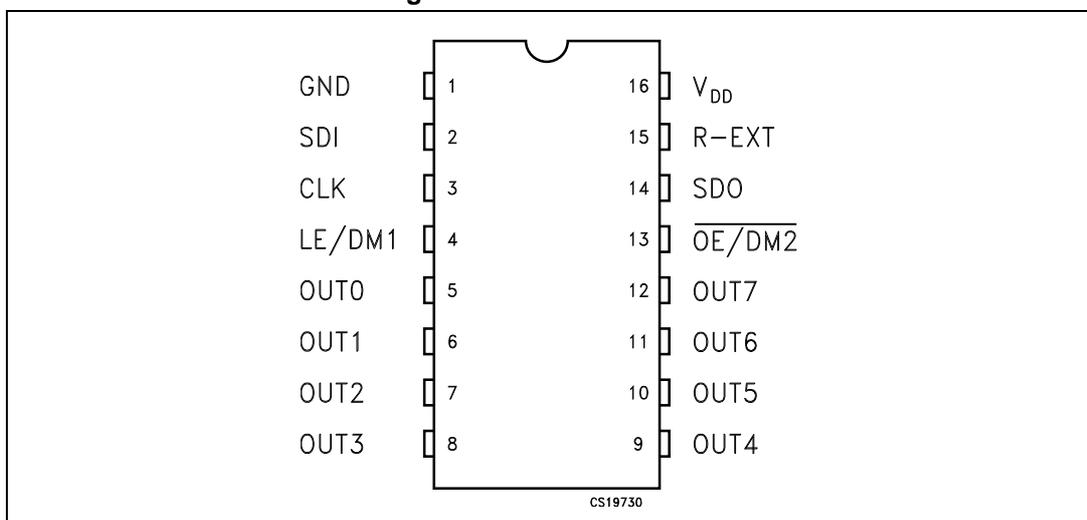 GND 1 16 VDD
SDI 2 15 R-EXT
CLK 3 14 SDO
LE/DM1 4 13 OE/DM2
OUT0 5 12 OUT7
OUT1 6 11 OUT6
OUT2 7 10 OUT5
OUT3 8 9 OUT4
CS19730